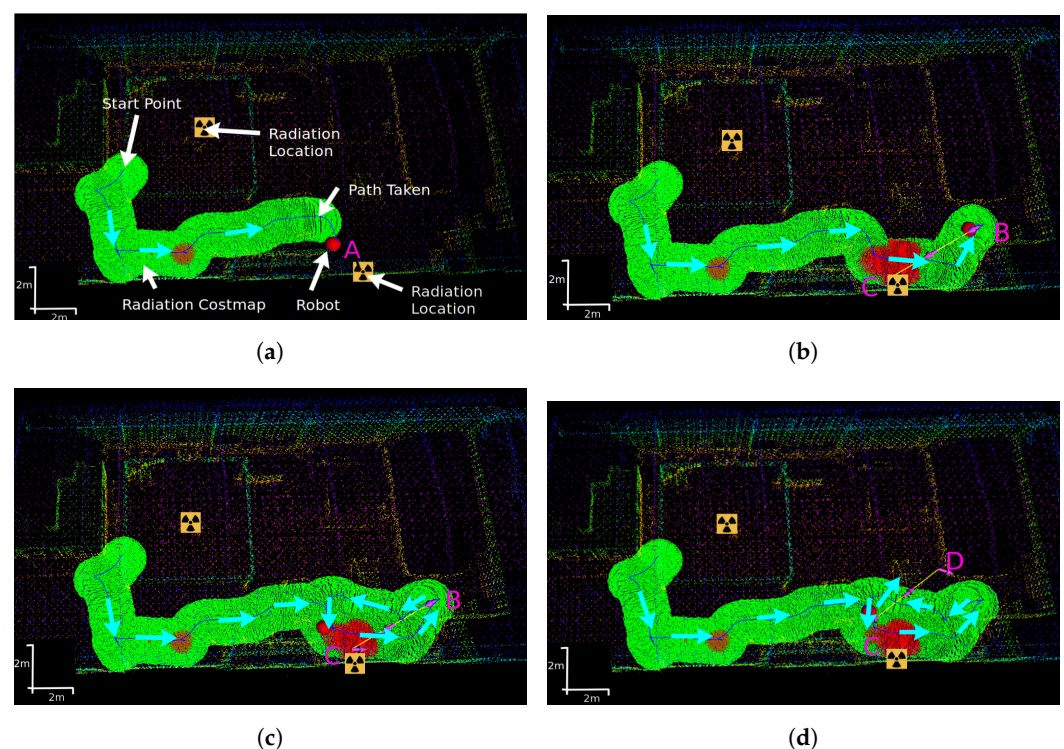 Start Point
Radiation
Location
Path Taken
A
Radiation Costmap
Robot
Radiation
Location
2m
2m
(a)
B
C
2m
2m
(b)
B
C
2m
2m
(c)
D
C
2m
2m
(d)